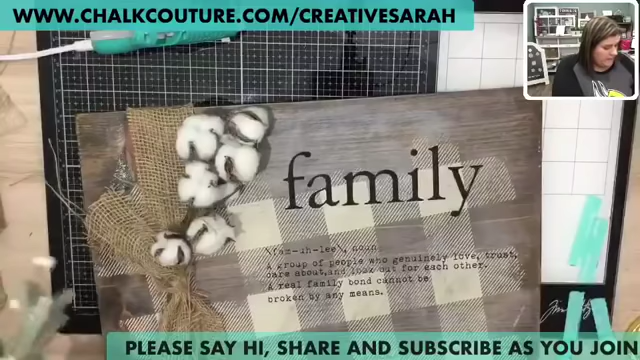 WWW.CHALKCOUTURE.COM/CREATIVESARAH
family
\fam-uh-lee\, noun
A group of people who genuinely love, trust,
care about,and look out for each other.
A real family bond cannot be
broken by any means.
PLEASE SAY HI, SHARE AND SUBSCRIBE AS YOU JOIN